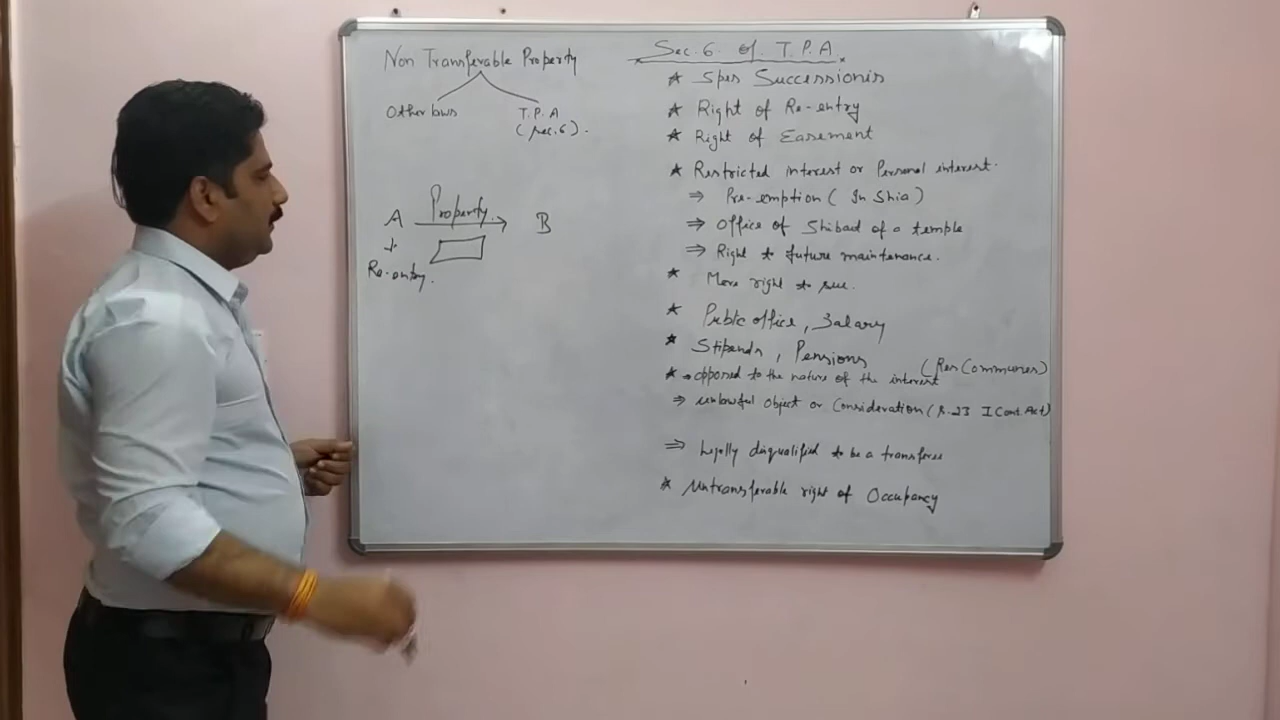 Non Transferable Property
Other laws
T.P.A
(sec.6).
A Property B
+
Re-entry.
Sec. 6. of T.P.A.
* Spes Successionis
* Right of Re-entry
* Right of Easement
* Restricted interest or Personal interest.
⇒ Pre-emption (In Shia)
⇒ Office of Shibad of a temple
⇒ Right to future maintenance.
* Mere right to sue.
* Public office, Salary
* Stipends, Pensions
* opposed to the nature of the interest (Res Communes)
⇒ unlawful Object or Consideration (s.23 I Cont. Act)
⇒ Legally disqualified to be a transferee
* Untransferable right of Occupancy